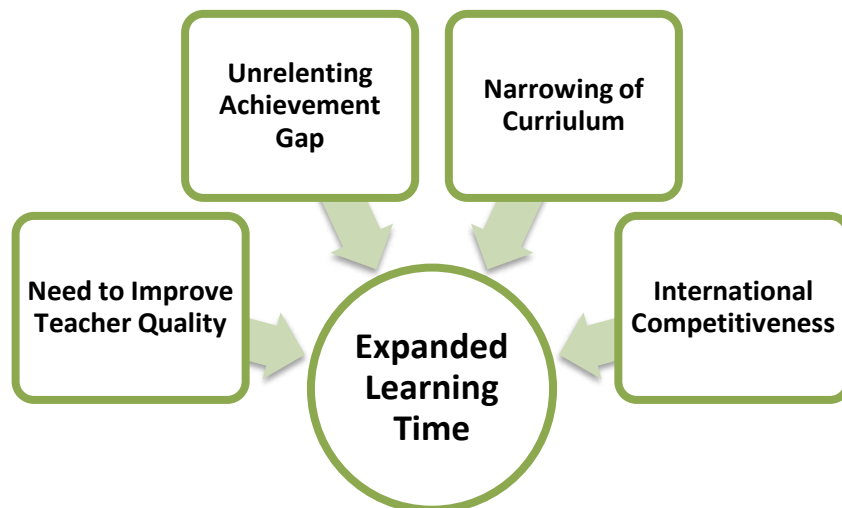 Unrelenting
Achievement
Gap
Narrowing of
Curriulum
Need to Improve
Teacher Quality
International
Competitiveness
Expanded
Learning
Time